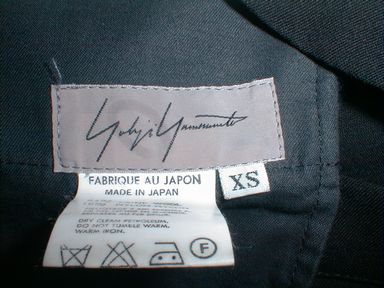 Yohji Yamamoto
FABRIQUE AU JAPON
MADE IN JAPAN
XS
DRY CLEAN PETROLEUM.
DO NOT TUMBLE WARM.
WARM IRON.
F